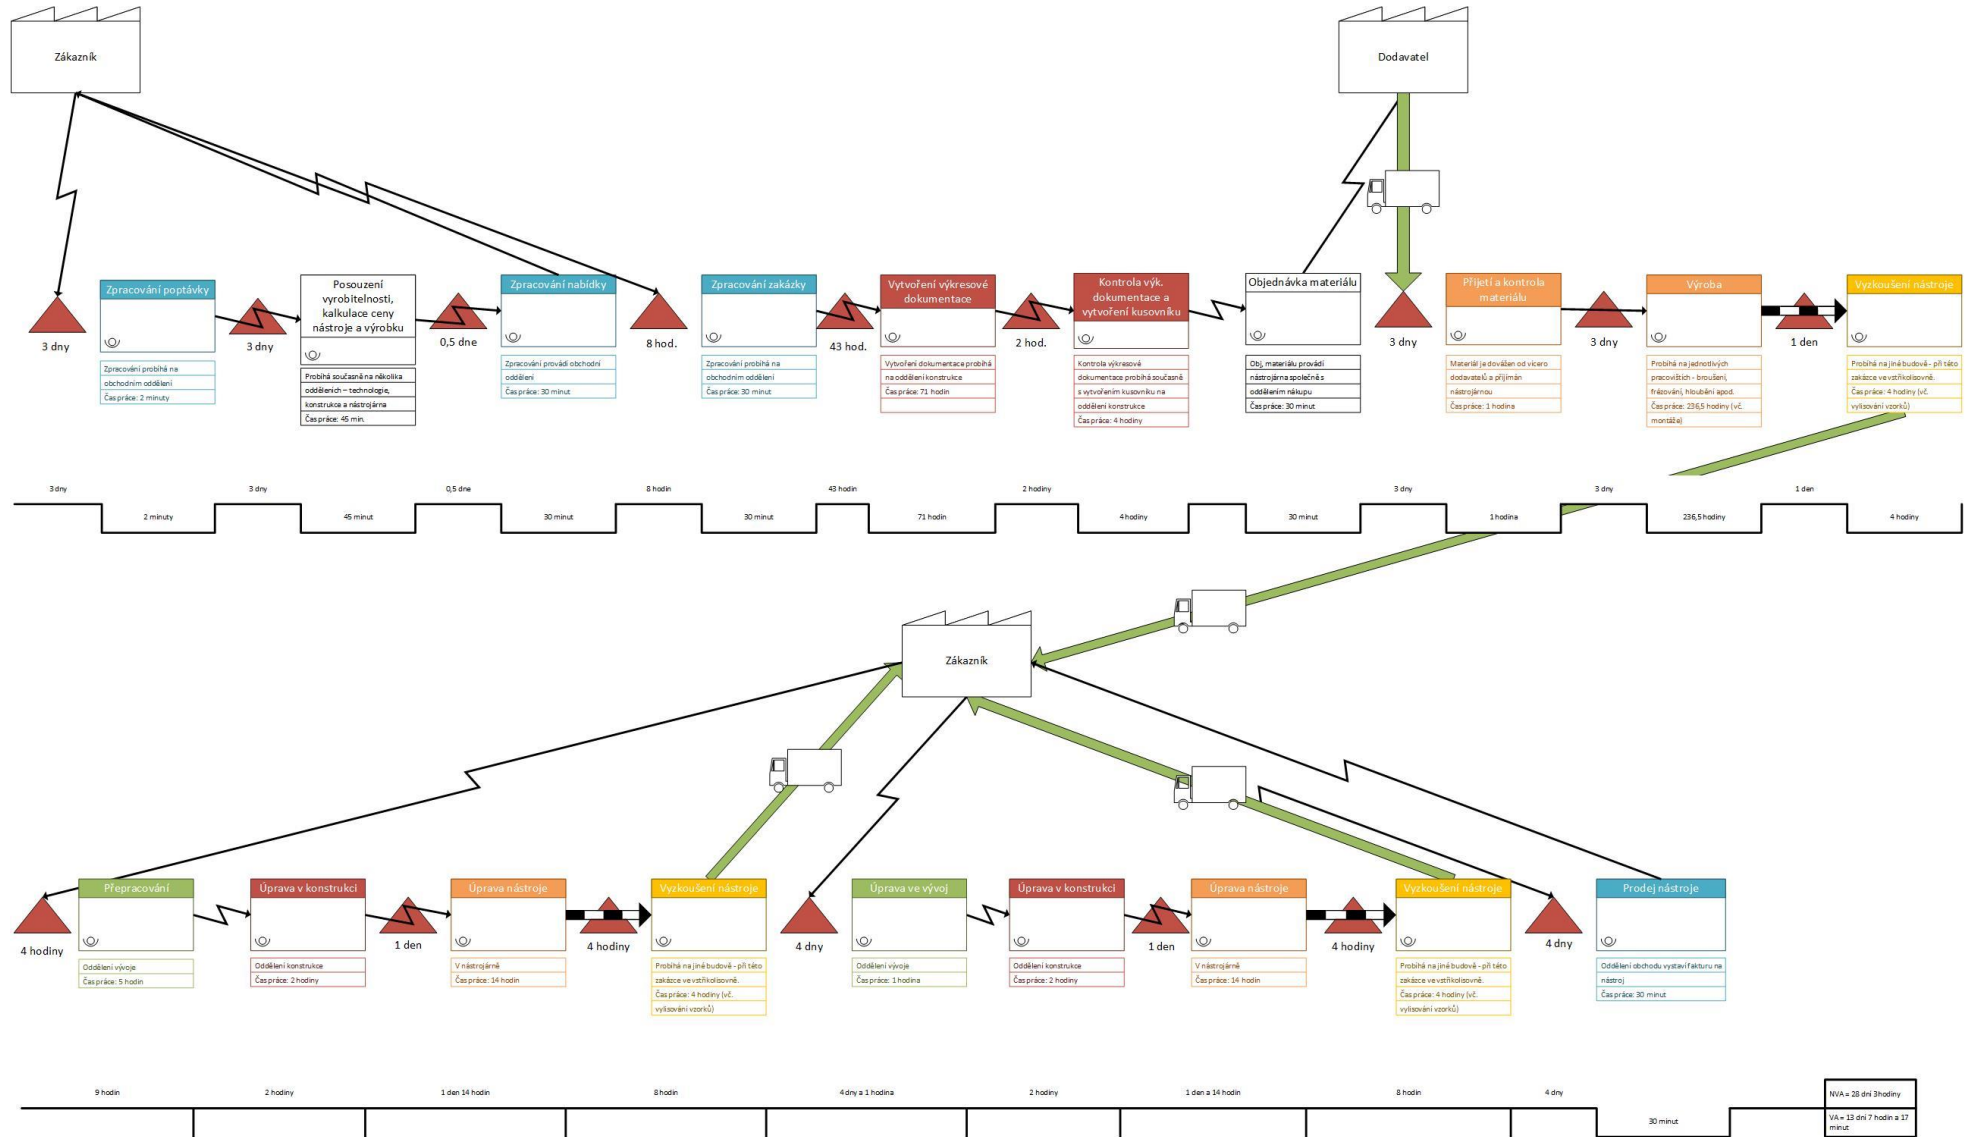 Zákazník
Dodavatel
Zpracování poptávky
Zpracování probíhá na
obchodním oddělení
Čas práce: 2 minuty
Posouzení
vyrobitelnosti,
kalkulace ceny
nástroje a výrobku
Probíhá současně na několika
odděleních – technologie,
konstrukce a nástrojárna
Čas práce: 45 min.
Zpracování nabídky
Zpracování provádí obchodní
oddělení
Čas práce: 30 minut
Zpracování zakázky
Zpracování probíhá na
obchodním oddělení
Čas práce: 30 minut
Vytvoření výkresové
dokumentace
Vytvoření dokumentace probíhá
na oddělení konstrukce
Čas práce: 71 hodin
Kontrola výk.
dokumentace a
vytvoření kusovníku
Kontrola výkresové
dokumentace probíhá současně
s vytvořením kusovníku na
oddělení konstrukce
Čas práce: 4 hodiny
Objednávka materiálu
Obj. materiálu provádí
nástrojárna společně s
oddělením nákupu
Čas práce: 30 minut
Přijetí a kontrola
materiálu
Materiál je dovážen od vícero
dodavatelů a přijímán
nástrojárnou
Čas práce: 1 hodina
Výroba
Probíhá na jednotlivých
pracovištích - broušení,
frézování, hloubění apod.
Čas práce: 236,5 hodiny (vč.
montáže)
Vyzkoušení nástroje
Probíhá na jiné budově - při této
zakázce ve vstřikolisovně.
Čas práce: 4 hodiny (vč.
vylisování vzorků)
3 dny
3 dny
0,5 dne
8 hod.
43 hod.
2 hod.
3 dny
3 dny
1 den
3 dny
3 dny
0,5 dne
8 hodin
43 hodin
2 hodiny
3 dny
3 dny
1 den
2 minuty
45 minut
30 minut
30 minut
71 hodin
4 hodiny
30 minut
1 hodina
236,5 hodiny
4 hodiny
Zákazník
Přepracování
Oddělení vývoje
Čas práce: 5 hodin
Úprava v konstrukci
Oddělení konstrukce
Čas práce: 2 hodiny
Úprava nástroje
V nástrojárně
Čas práce: 14 hodin
Vyzkoušení nástroje
Probíhá na jiné budově - při této
zakázce ve vstřikolisovně.
Čas práce: 4 hodiny (vč.
vylisování vzorků)
Úprava ve vývoj
Oddělení vývoje
Čas práce: 1 hodina
Úprava v konstrukci
Oddělení konstrukce
Čas práce: 2 hodiny
Úprava nástroje
V nástrojárně
Čas práce: 14 hodin
Vyzkoušení nástroje
Probíhá na jiné budově - při této
zakázce ve vstřikolisovně.
Čas práce: 4 hodiny (vč.
vylisování vzorků)
Prodej nástroje
Oddělení obchodu vystaví fakturu na
nástroj
Čas práce: 30 minut
4 hodiny
1 den
4 hodiny
4 dny
1 den
4 hodiny
4 dny
9 hodin
2 hodiny
1 den 14 hodin
8 hodin
4 dny a 1 hodina
2 hodiny
1 den a 14 hodin
8 hodin
4 dny
30 minut
NVA = 28 dní 3hodiny
VA = 13 dní 7 hodin a 17
minut